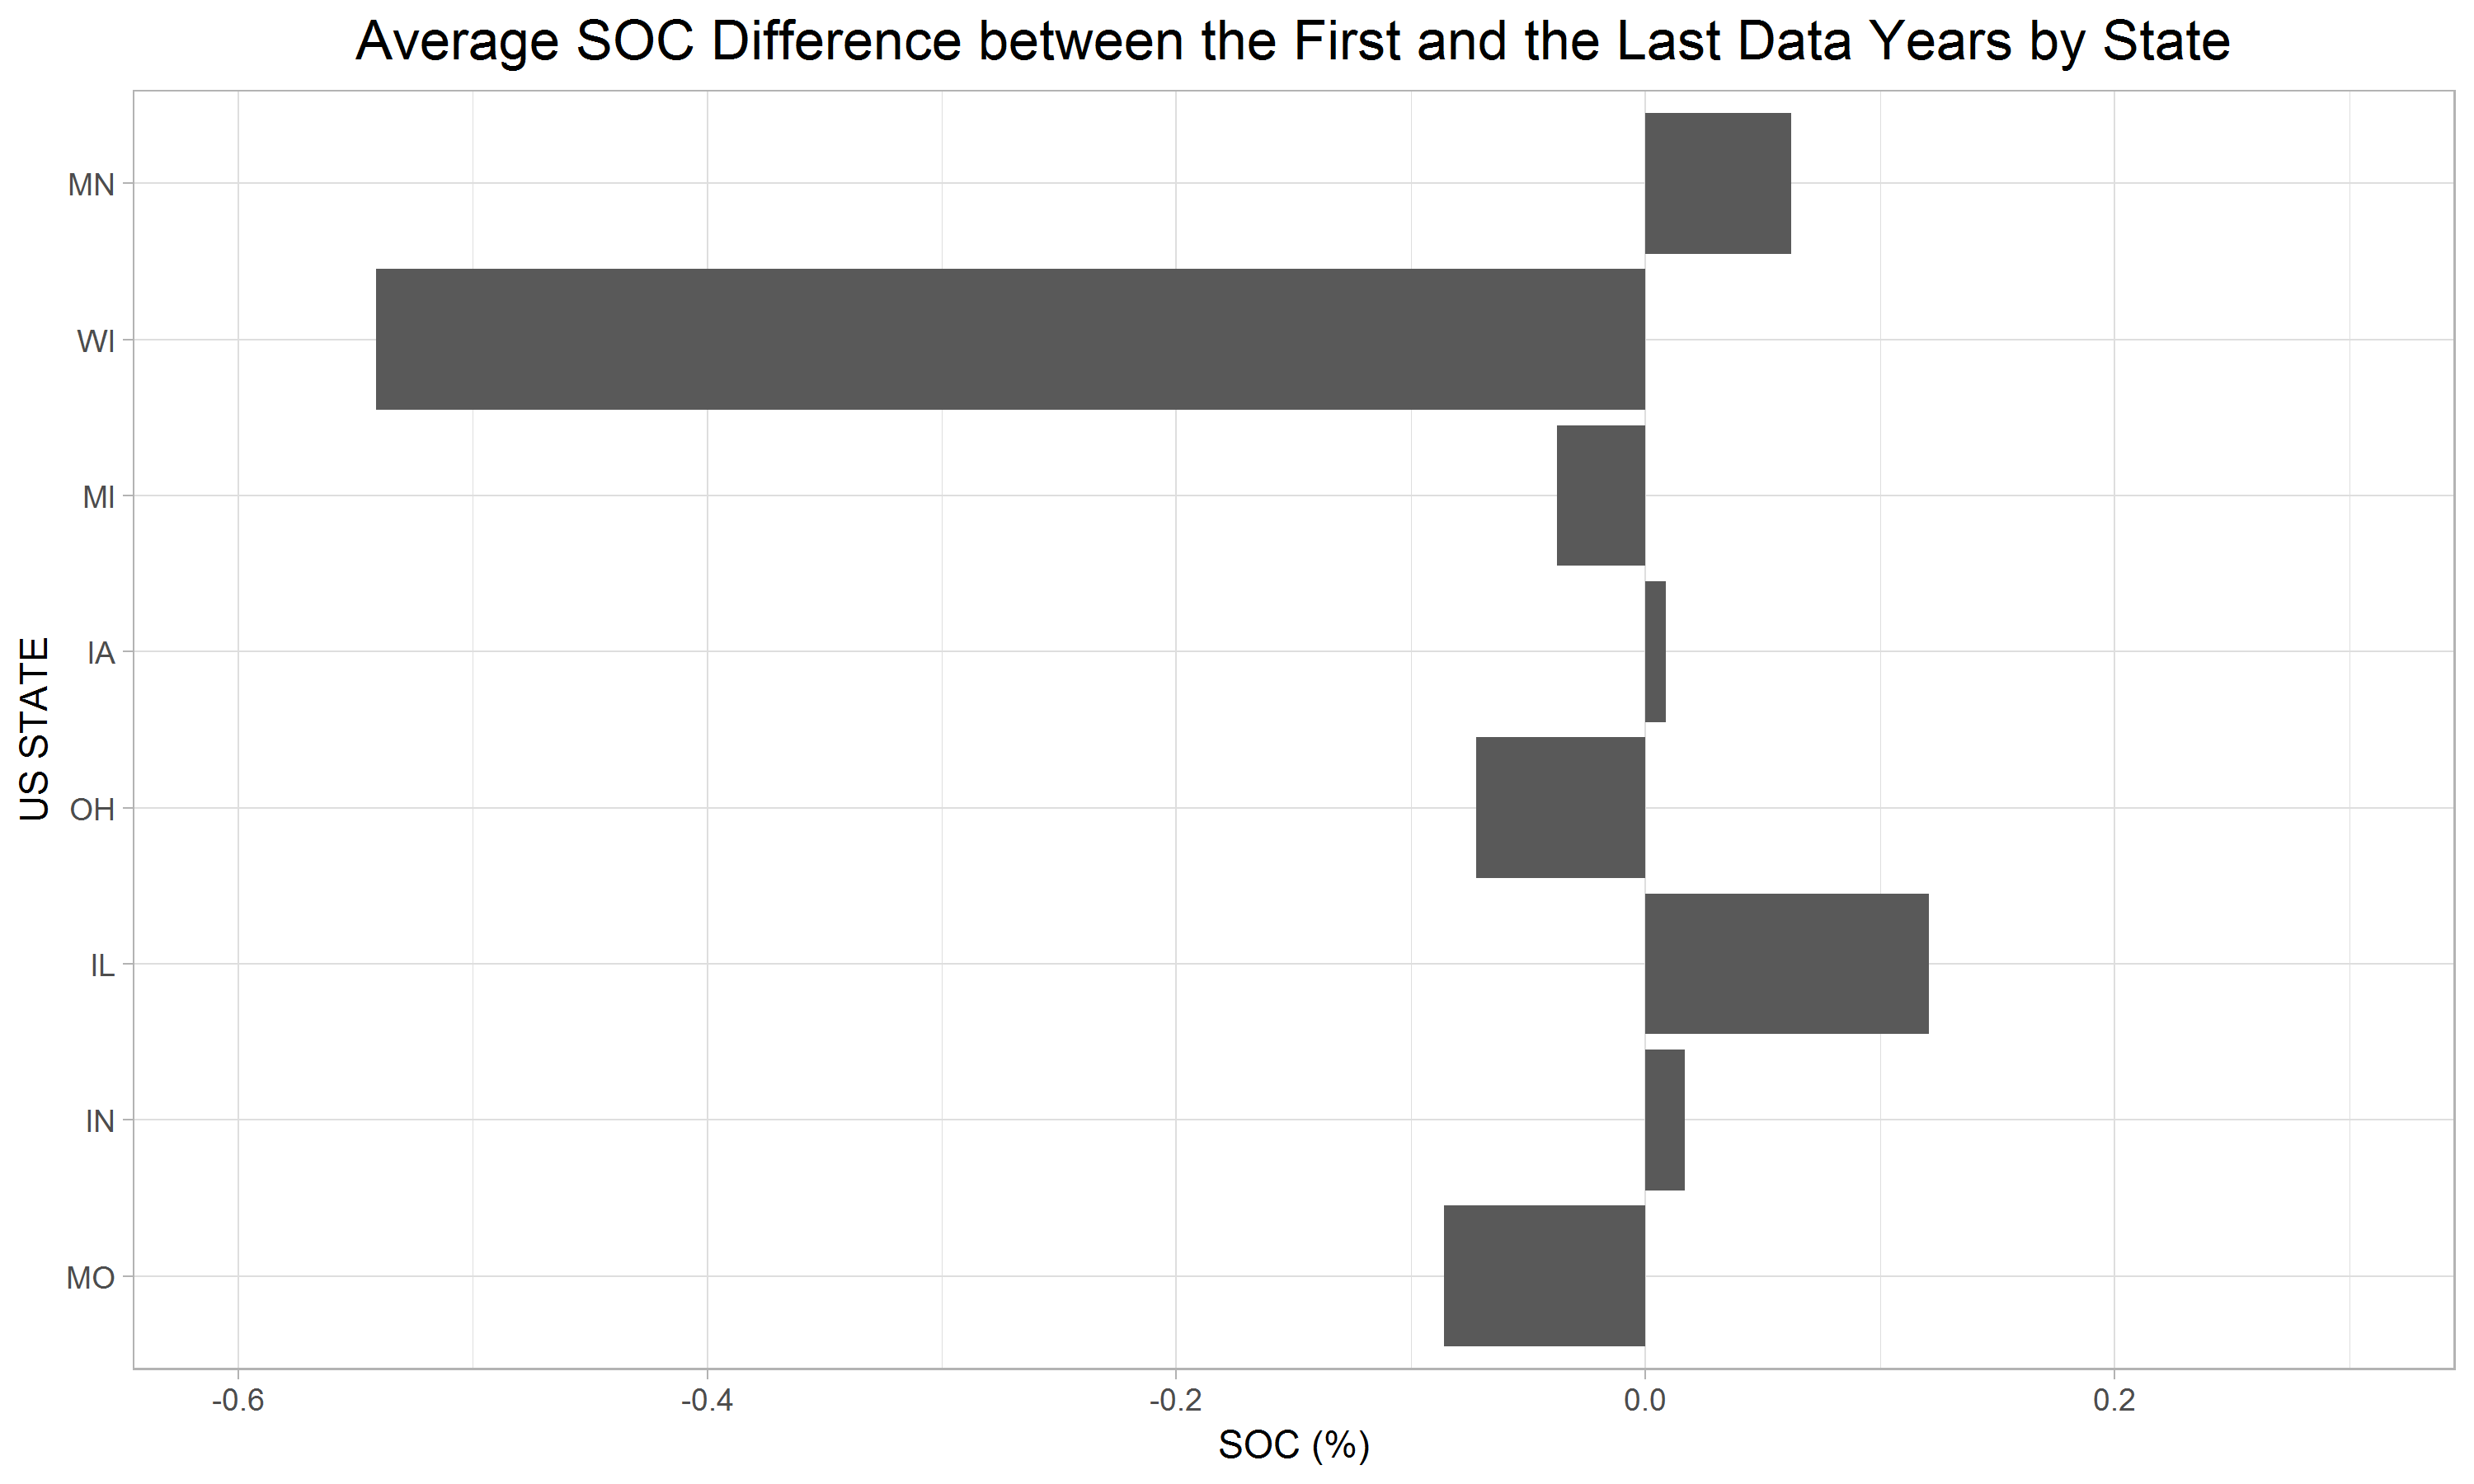 Average SOC Difference between the First and the Last Data Years by State
US STATE
MN
WI
MI
IA
OH
IL
IN
MO
-0.6
-0.4
-0.2
0.0
0.2
SOC (%)